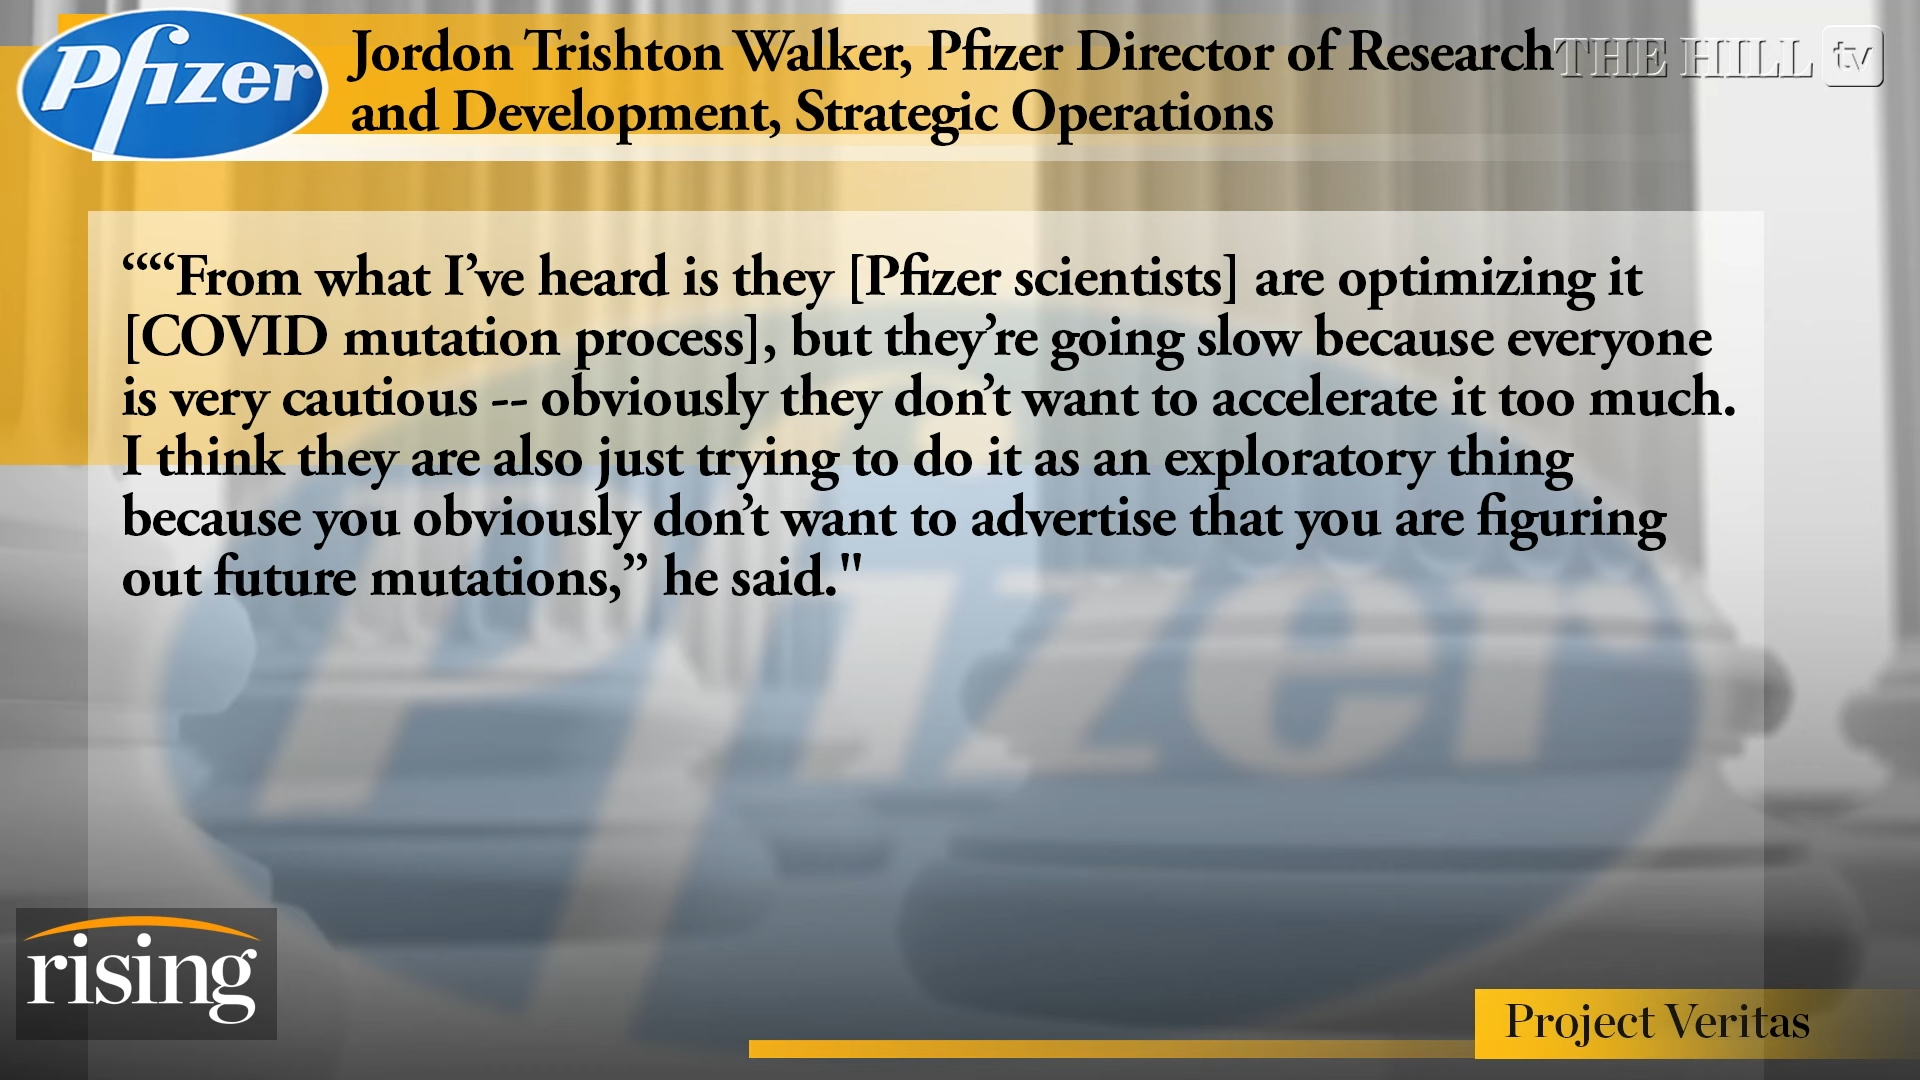 Pfizer
Jordon Trishton Walker, Pfizer Director of Research
and Development, Strategic Operations
THE HILL tv
““From what I’ve heard is they [Pfizer scientists] are optimizing it
[COVID mutation process], but they’re going slow because everyone
is very cautious -- obviously they don’t want to accelerate it too much.
I think they are also just trying to do it as an exploratory thing
because you obviously don’t want to advertise that you are figuring
out future mutations,” he said."
Pfizer
rising
Project Veritas